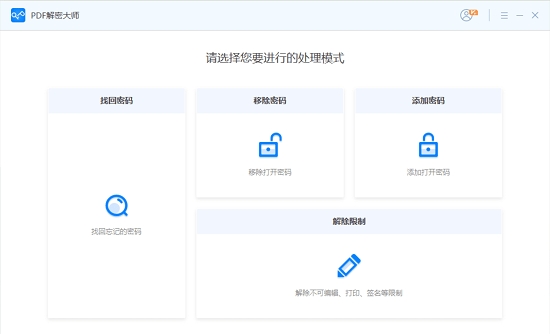 PDF解密大师
请选择您要进行的处理模式
找回密码
找回忘记的密码
移除密码
移除打开密码
添加密码
添加打开密码
解除限制
解除不可编辑、打印、签名等限制